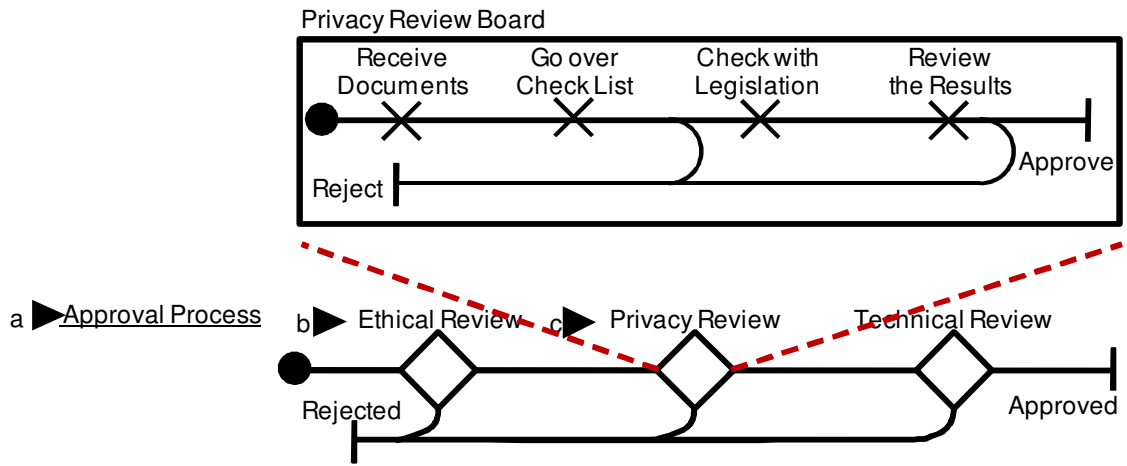 Privacy Review Board
Receive
Documents
Go over
Check List
Check with
Legislation
Review
the Results
Approve
Reject
a
Approval Process
b
Ethical Review
c
Privacy Review
Technical Review
Rejected
Approved